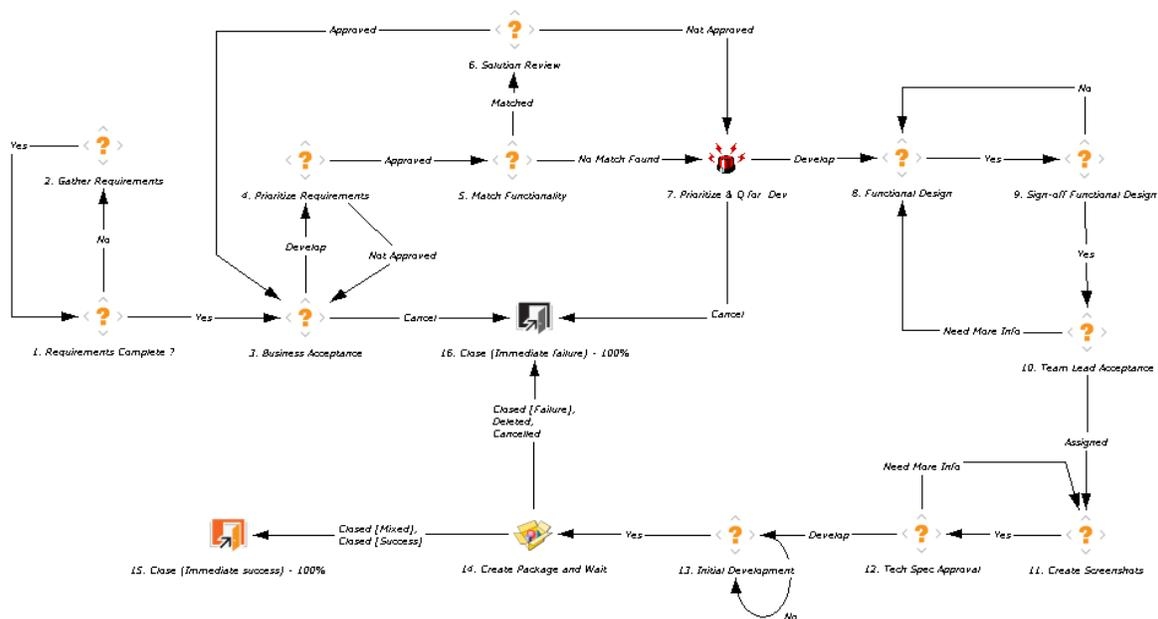 Approved
Not Approved
6. Solution Review
No
Matched
Yes
Approved
No Match Found
Develop
Yes
2. Gather Requirements
4. Prioritize Requirements
5. Match Functionality
7. Prioritize & Q for Dev
8. Functional Design
9. Sign-off Functional Design
No
Develop
Not Approved
Yes
Yes
Cancel
Cancel
Need More Info
1. Requirements Complete ?
3. Business Acceptance
16. Close (Immediate failure) - 100%
10. Team Lead Acceptance
Closed [Failure],
Deleted,
Cancelled
Assigned
Need More Info
Closed [Mixed],
Closed [Success]
Yes
Develop
Yes
15. Close (Immediate success) - 100%
14. Create Package and Wait
13. Initial Development
12. Tech Spec Approval
11. Create Screenshots
No